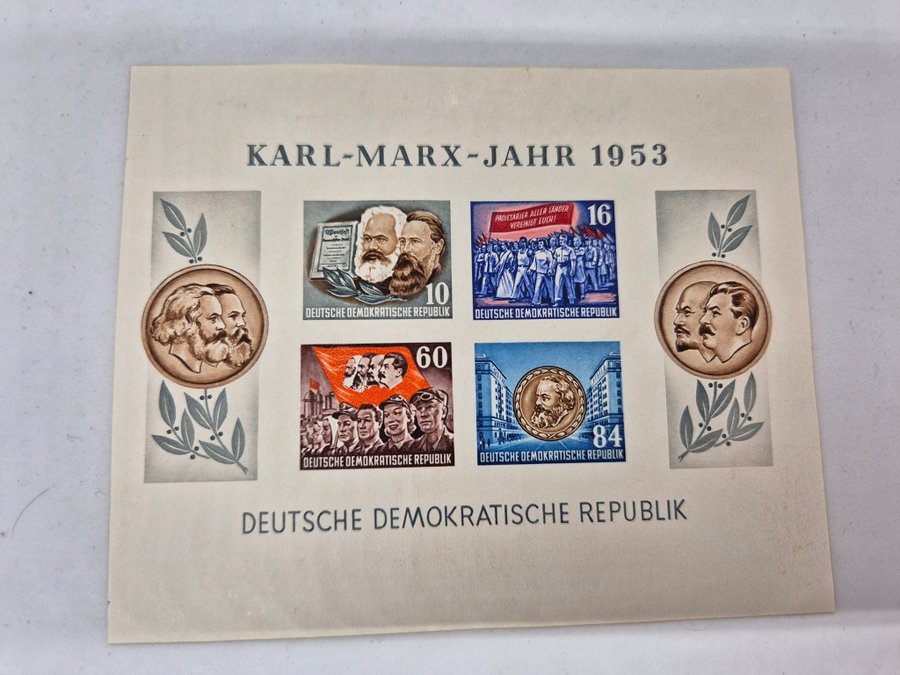 KARL-MARX-JAHR 1953
10
DEUTSCHE DEMOKRATISCHE REPUBLIK
PROLETARIER ALLER LÄNDER
VEREINIGT EUCH!
16
DEUTSCHE DEMOKRATISCHE REPUBLIK
60
DEUTSCHE DEMOKRATISCHE REPUBLIK
84
DEUTSCHE DEMOKRATISCHE REPUBLIK
DEUTSCHE DEMOKRATISCHE REPUBLIK